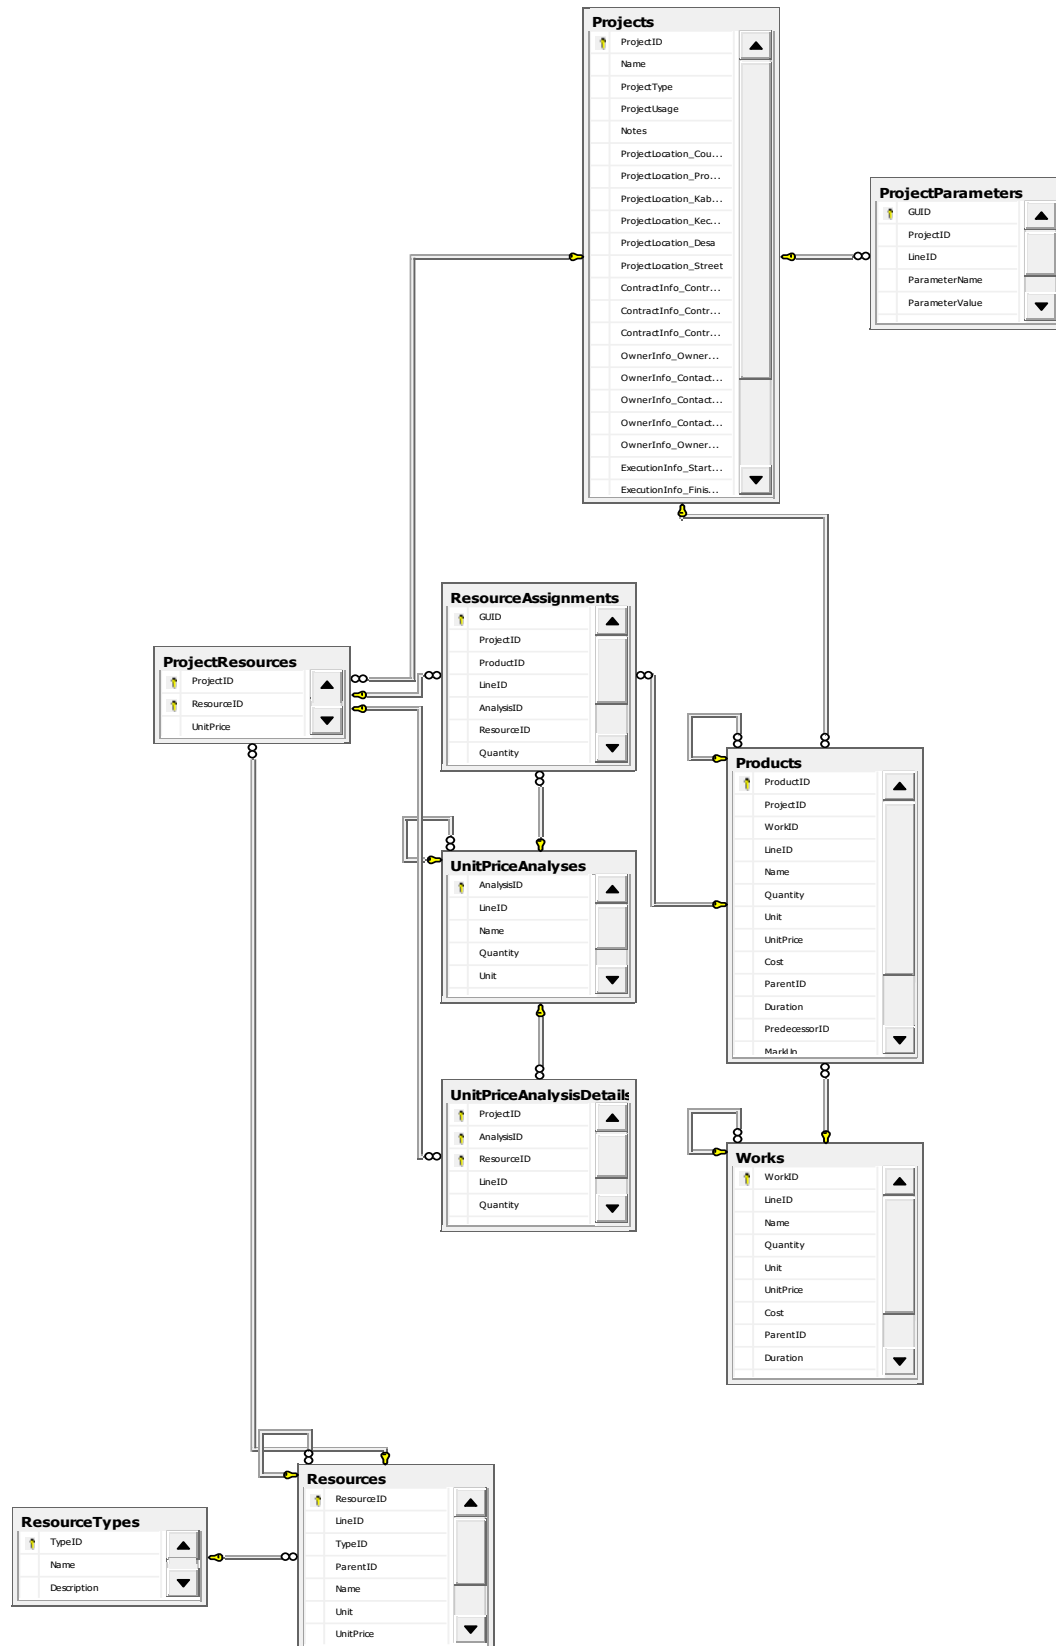 Projects
ProjectID
Name
ProjectType
ProjectUsage
Notes
ProjectLocation_Cou...
ProjectLocation_Pro...
ProjectLocation_Kab...
ProjectLocation_Kec...
ProjectLocation_Desa
ProjectLocation_Street
ContractInfo_Contr...
ContractInfo_Contr...
ContractInfo_Contr...
OwnerInfo_Owner...
OwnerInfo_Contact...
OwnerInfo_Contact...
OwnerInfo_Contact...
OwnerInfo_Owner...
ExecutionInfo_Start...
ExecutionInfo_Finis...
ProjectParameters
GUID
ProjectID
LineID
ParameterName
ParameterValue
ResourceAssignments
GUID
ProjectID
ProductID
LineID
AnalysisID
ResourceID
Quantity
ProjectResources
ProjectID
ResourceID
UnitPrice
Products
ProductID
ProjectID
WorkID
LineID
Name
Quantity
Unit
UnitPrice
Cost
ParentID
Duration
PredecessorID
MarkUp
UnitPriceAnalyses
AnalysisID
LineID
Name
Quantity
Unit
UnitPriceAnalysisDetails
ProjectID
AnalysisID
ResourceID
LineID
Quantity
Works
WorkID
LineID
Name
Quantity
Unit
UnitPrice
Cost
ParentID
Duration
Resources
ResourceID
LineID
TypeID
ParentID
Name
Unit
UnitPrice
ResourceTypes
TypeID
Name
Description